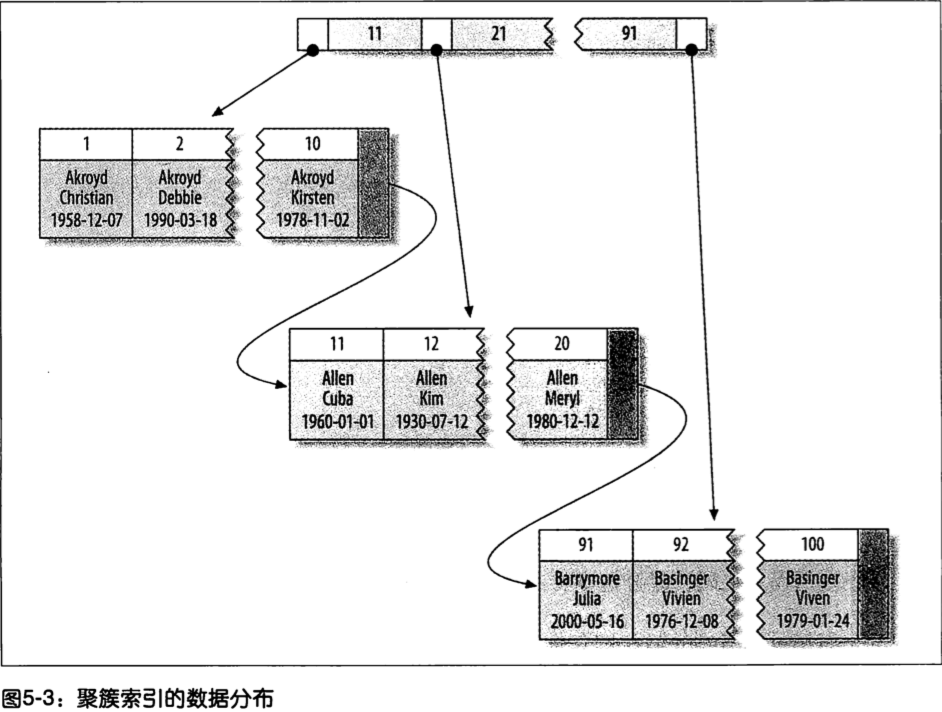 11 21 91
1 2 10
Akroyd Akroyd Akroyd
Christian Debbie Kirsten
1958-12-07 1990-03-18 1978-11-02
11 12 20
Allen Allen Allen
Cuba Kim Meryl
1960-01-01 1930-07-12 1980-12-12
91 92 100
Barrymore Basinger Basinger
Julia Vivien Viven
2000-05-16 1976-12-08 1979-01-24
图5-3：聚簇索引的数据分布